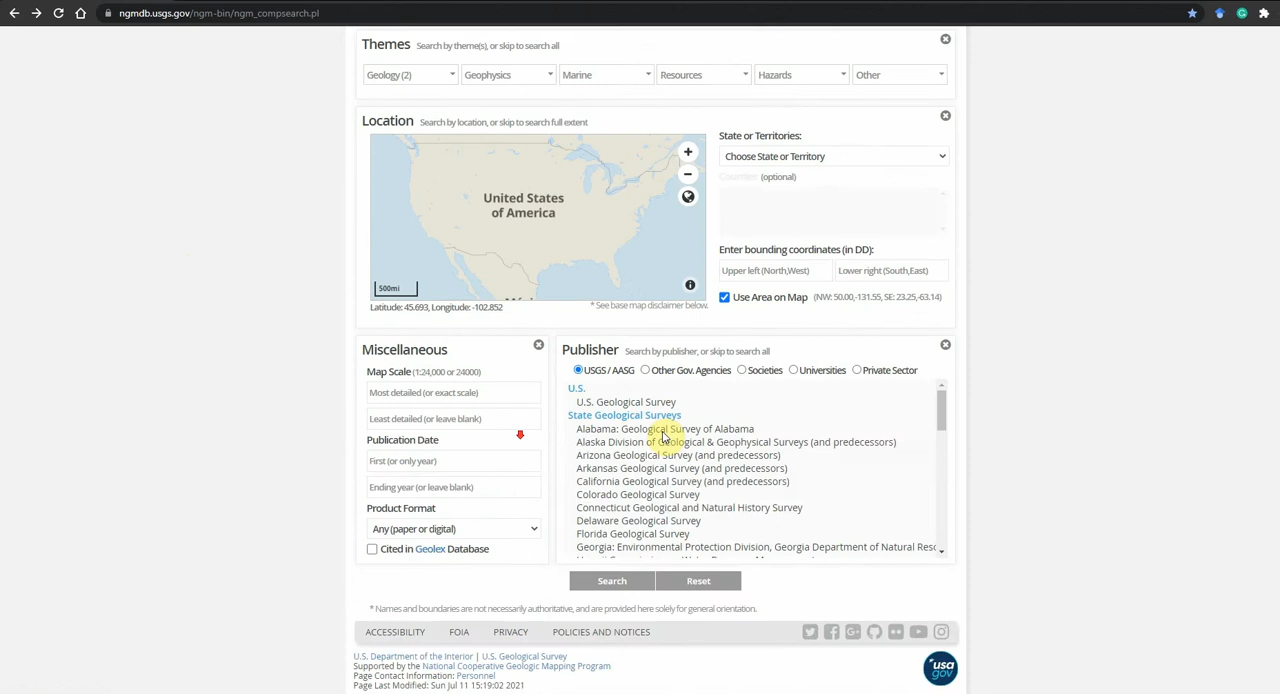 ngmdb.usgs.gov/ngm-bin/ngm_compsearch.pl
Themes Search by theme(s), or skip to search all
Geology (2) Geophysics Marine Resources Hazards Other
Location Search by location, or skip to search full extent
United States
of America
500mi
Latitude: 45.693, Longitude: -102.852
* See base map disclaimer below.
State or Territories:
Choose State or Territory
Counties: (optional)
Enter bounding coordinates (in DD):
Upper left (North,West) Lower right (South,East)
Use Area on Map (NW: 50.00,-131.55, SE: 23.25,-63.14)
Miscellaneous
Map Scale (1:24,000 or 24000)
Most detailed (or exact scale)
Least detailed (or leave blank)
Publication Date
First (or only year)
Ending year (or leave blank)
Product Format
Any (paper or digital)
Cited in Geolex Database
Publisher Search by publisher, or skip to search all
USGS / AASG Other Gov. Agencies Societies Universities Private Sector
U.S.
U.S. Geological Survey
State Geological Surveys
Alabama: Geological Survey of Alabama
Alaska Division of Geological & Geophysical Surveys (and predecessors)
Arizona Geological Survey (and predecessors)
Arkansas Geological Survey (and predecessors)
California Geological Survey (and predecessors)
Colorado Geological Survey
Connecticut Geological and Natural History Survey
Delaware Geological Survey
Florida Geological Survey
Georgia: Environmental Protection Division, Georgia Department of Natural Reso
Search Reset
* Names and boundaries are not necessarily authoritative, and are provided here solely for general orientation.
ACCESSIBILITY FOIA PRIVACY POLICIES AND NOTICES
U.S. Department of the Interior | U.S. Geological Survey
Supported by the National Cooperative Geologic Mapping Program
Page Contact Information: Personnel
Page Last Modified: Sun Jul 11 15:19:02 2021
usa
gov